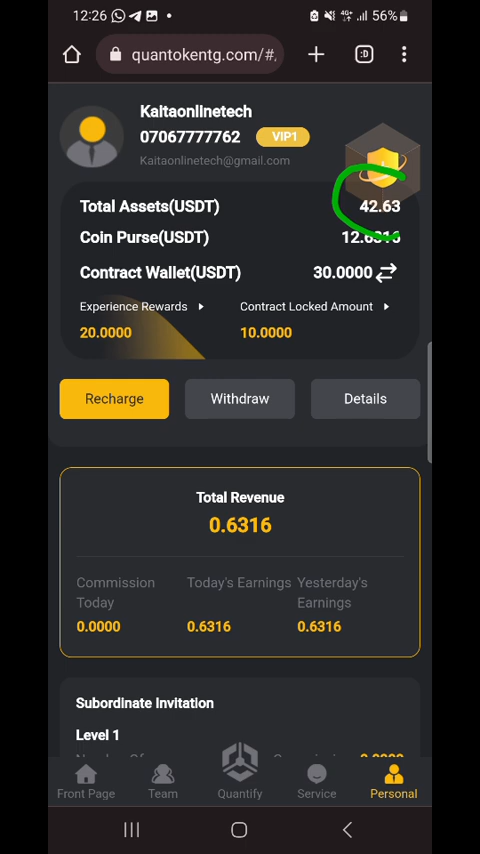 12:26 4G+ 56%
quantokentg.com/#, :D
Kaitaonlinetech
07067777762 VIP1
Kaitaonlinetech@gmail.com
Total Assets(USDT) 42.63
Coin Purse(USDT) 12.6316
Contract Wallet(USDT) 30.0000
Experience Rewards Contract Locked Amount
20.0000 10.0000
Recharge Withdraw Details
Total Revenue
0.6316
Commission Today Today's Earnings Yesterday's Earnings
0.0000 0.6316 0.6316
Subordinate Invitation
Level 1
Front Page Team Quantify Service Personal